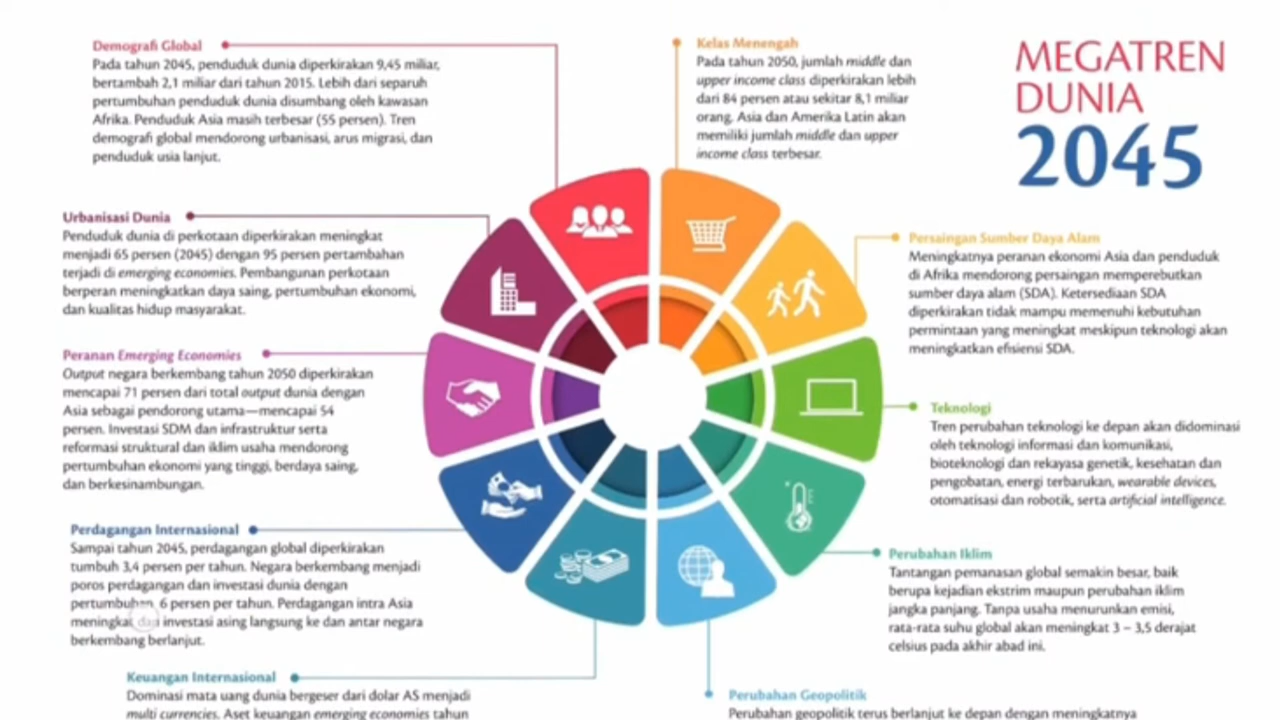 Demografi Global
Pada tahun 2045, penduduk dunia diperkirakan 9,45 miliar,
bertambah 2,1 miliar dari tahun 2015. Lebih dari separuh
pertumbuhan penduduk dunia disumbang oleh kawasan
Afrika. Penduduk Asia masih terbesar (55 persen). Tren
demografi global mendorong urbanisasi, arus migrasi, dan
penduduk usia lanjut.
Urbanisasi Dunia
Penduduk dunia di perkotaan diperkirakan meningkat
menjadi 65 persen (2045) dengan 95 persen pertambahan
terjadi di emerging economies. Pembangunan perkotaan
berperan meningkatkan daya saing, pertumbuhan ekonomi,
dan kualitas hidup masyarakat.
Peranan Emerging Economies
Output negara berkembang tahun 2050 diperkirakan
mencapai 71 persen dari total output dunia dengan
Asia sebagai pendorong utama—mencapai 54
persen. Investasi SDM dan infrastruktur serta
reformasi struktural dan iklim usaha mendorong
pertumbuhan ekonomi yang tinggi, berdaya saing,
dan berkesinambungan.
Perdagangan Internasional
Sampai tahun 2045, perdagangan global diperkirakan
tumbuh 3,4 persen per tahun. Negara berkembang menjadi
poros perdagangan dan investasi dunia dengan
pertumbuhan 6 persen per tahun. Perdagangan intra Asia
meningkat dan investasi asing langsung ke dan antar negara
berkembang berlanjut.
Keuangan Internasional
Dominasi mata uang dunia bergeser dari dolar AS menjadi
multi currencies. Aset keuangan emerging economies tahun
Kelas Menengah
Pada tahun 2050, jumlah middle dan
upper income class diperkirakan lebih
dari 84 persen atau sekitar 8,1 miliar
orang. Asia dan Amerika Latin akan
memiliki jumlah middle dan upper
income class terbesar.
MEGATREN
DUNIA
2045
Persaingan Sumber Daya Alam
Meningkatnya peranan ekonomi Asia dan penduduk
di Afrika mendorong persaingan memperebutkan
sumber daya alam (SDA). Ketersediaan SDA
diperkirakan tidak mampu memenuhi kebutuhan
permintaan yang meningkat meskipun teknologi akan
meningkatkan efisiensi SDA.
Teknologi
Tren perubahan teknologi ke depan akan didominasi
oleh teknologi informasi dan komunikasi,
bioteknologi dan rekayasa genetik, kesehatan dan
pengobatan, energi terbarukan, wearable devices,
otomatisasi dan robotik, serta artificial intelligence.
Perubahan Iklim
Tantangan pemanasan global semakin besar, baik
berupa kejadian ekstrim maupun perubahan iklim
jangka panjang. Tanpa usaha menurunkan emisi,
rata-rata suhu global akan meningkat 3 – 3,5 derajat
celsius pada akhir abad ini.
Perubahan Geopolitik
Perubahan geopolitik terus berlanjut ke depan dengan meningkatnya